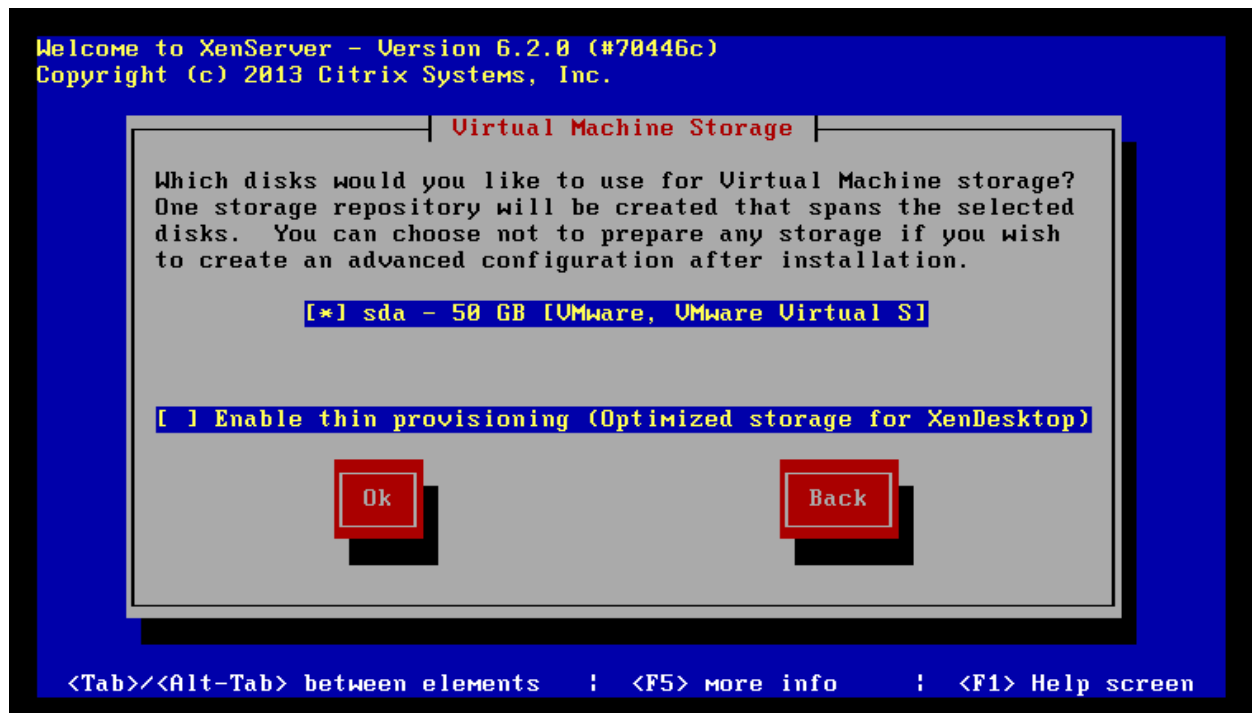 Welcome to XenServer - Version 6.2.0 (#70446c)
Copyright (c) 2013 Citrix Systems, Inc.
Virtual Machine Storage
Which disks would you like to use for Virtual Machine storage?
One storage repository will be created that spans the selected
disks.  You can choose not to prepare any storage if you wish
to create an advanced configuration after installation.
[*] sda - 50 GB [VMware, VMware Virtual S]
[ ] Enable thin provisioning (Optimized storage for XenDesktop)
Ok Back
<Tab>/<Alt-Tab> between elements   ¦  <F5> more info     ¦  <F1> Help screen